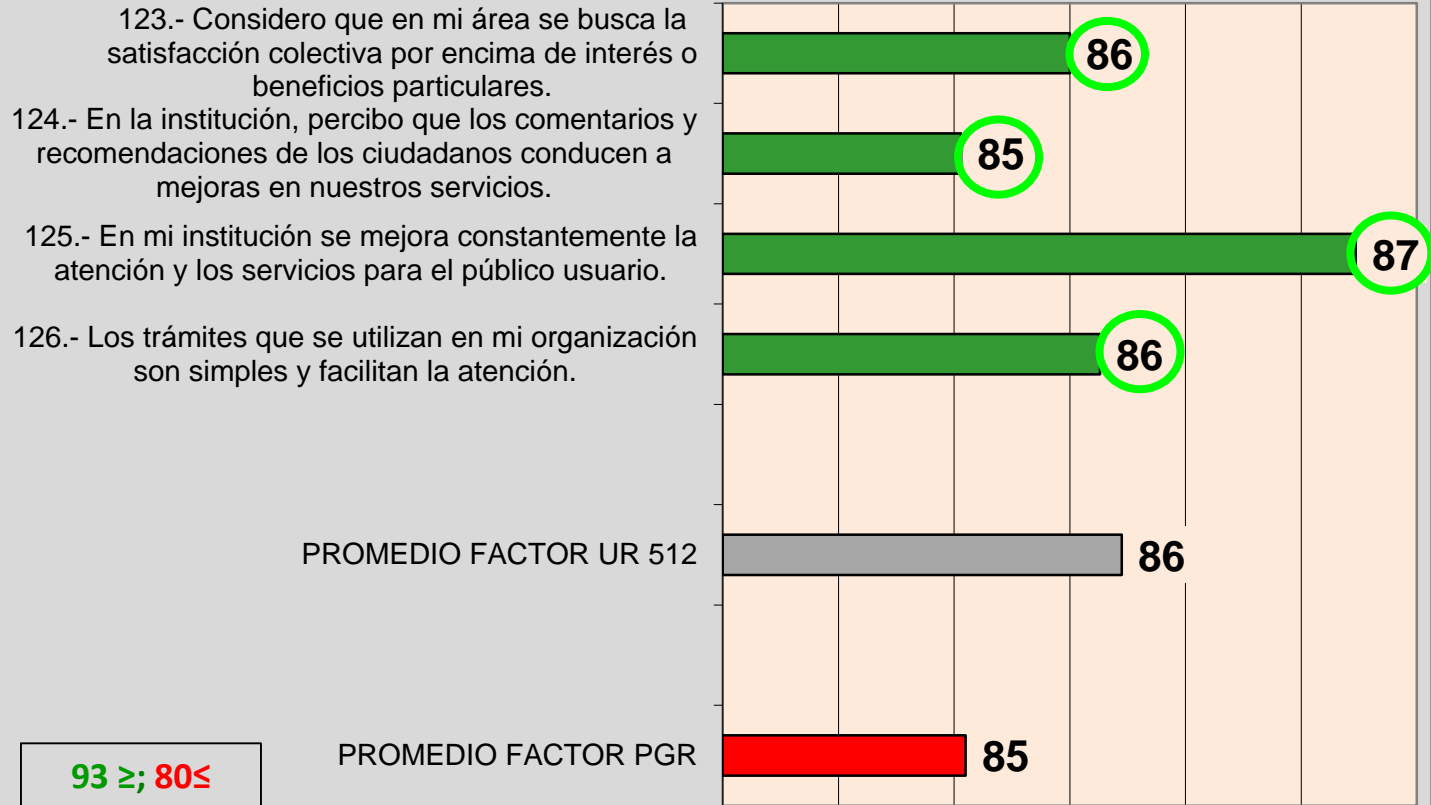 123.- Considero que en mi área se busca la
satisfacción colectiva por encima de interés o
beneficios particulares.
86
124.- En la institución, percibo que los comentarios y
recomendaciones de los ciudadanos conducen a
mejoras en nuestros servicios.
85
125.- En mi institución se mejora constantemente la
atención y los servicios para el público usuario.
87
126.- Los trámites que se utilizan en mi organización
son simples y facilitan la atención.
86
PROMEDIO FACTOR UR 512
86
PROMEDIO FACTOR PGR
85
93 ≥; 80≤